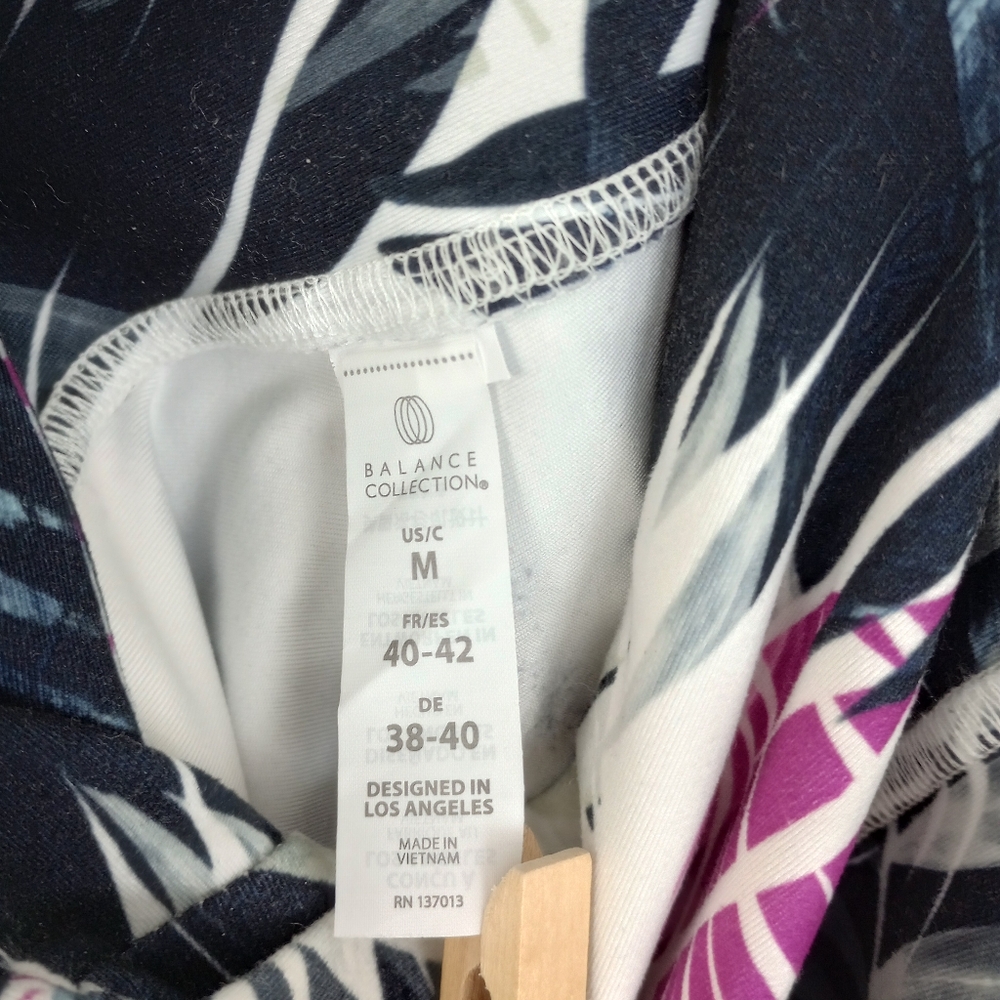 BALANCE
COLLECTION®
US/C
M
FR/ES
40-42
DE
38-40
DESIGNED IN
LOS ANGELES
MADE IN
VIETNAM
RN 137013